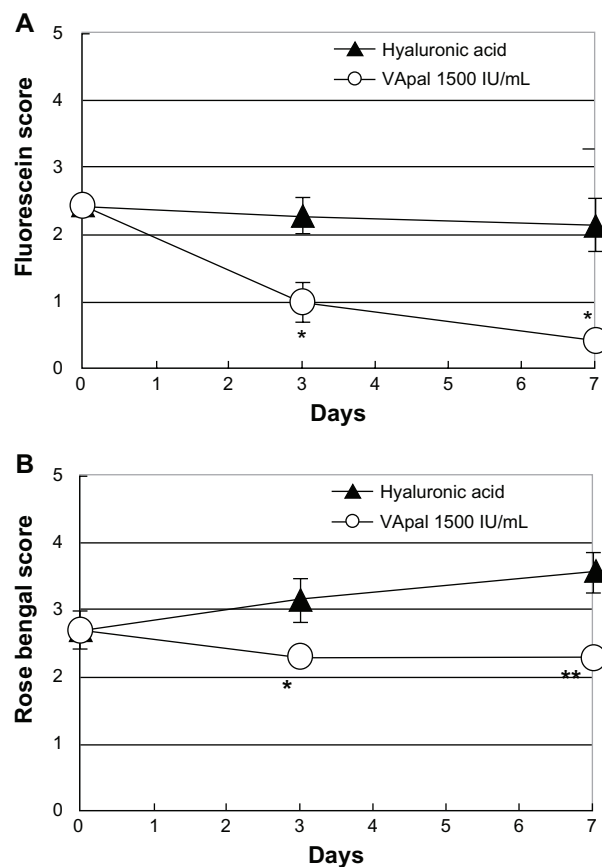 A
5
Hyaluronic acid
VApal 1500 IU/mL
4
3
2
1
0
*
*
0 1 2 3 4 5 6 7
Days
Fluorescein score
B
5
Hyaluronic acid
VApal 1500 IU/mL
4
3
2
1
0
*
**
0 1 2 3 4 5 6 7
Days
Rose bengal score